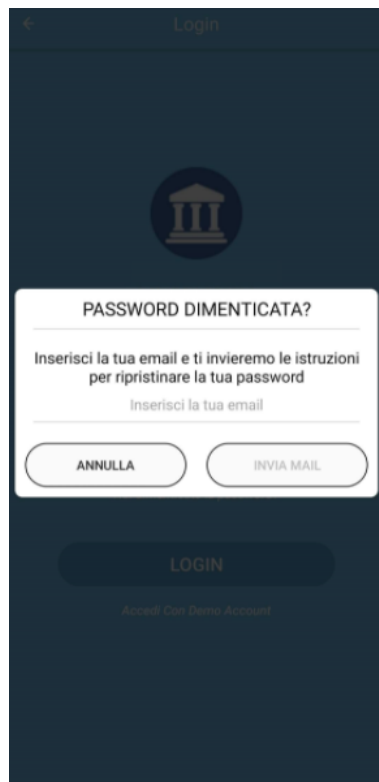 Login
PASSWORD DIMENTICATA?
Inserisci la tua email e ti invieremo le istruzioni
per ripristinare la tua password
Inserisci la tua email
ANNULLA
INVIA MAIL
LOGIN
Accedi Con Demo Account